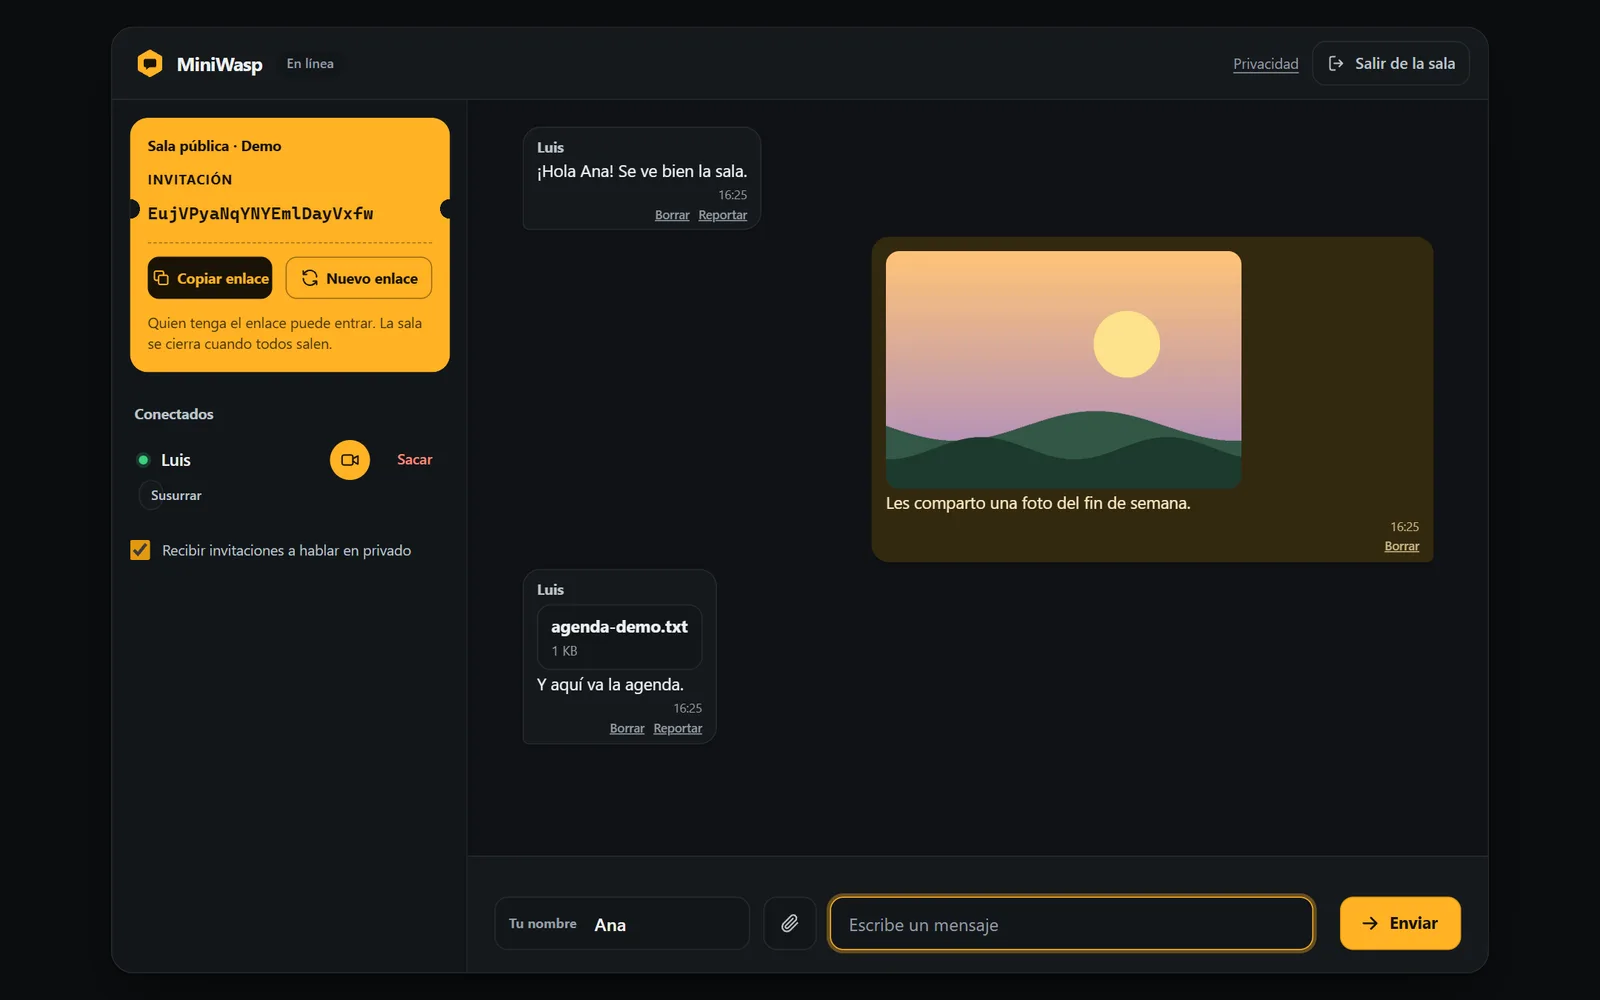 MiniWasp
En línea
Privacidad
Salir de la sala
Sala pública · Demo
INVITACIÓN
EujVPyaNqYNYEmlDayVxfw
Copiar enlace
Nuevo enlace
Quien tenga el enlace puede entrar. La sala
se cierra cuando todos salen.
Conectados
Luis
Sacar
Susurrar
Recibir invitaciones a hablar en privado
Luis
¡Hola Ana! Se ve bien la sala.
16:25
Borrar Reportar
Les comparto una foto del fin de semana.
16:25
Borrar
Luis
agenda-demo.txt
1 KB
Y aquí va la agenda.
16:25
Borrar Reportar
Tu nombre Ana
Escribe un mensaje
Enviar